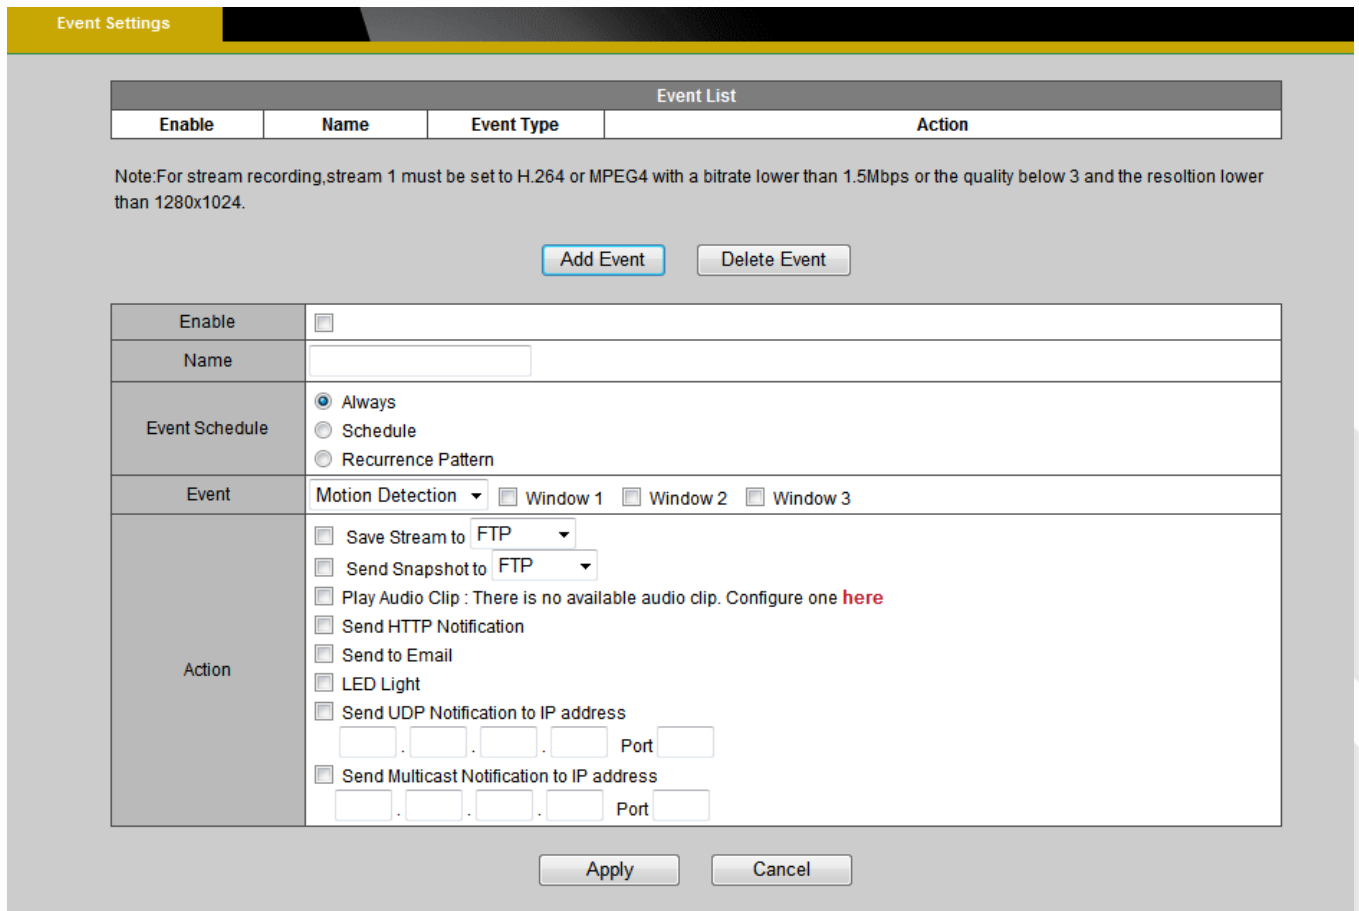 Event Settings
Event List
Enable Name Event Type Action
Note:For stream recording,stream 1 must be set to H.264 or MPEG4 with a bitrate lower than 1.5Mbps or the quality below 3 and the resoltion lower
than 1280x1024.
Add Event Delete Event
Enable
Name
Event Schedule
Always
Schedule
Recurrence Pattern
Event Motion Detection Window 1 Window 2 Window 3
Action
Save Stream to FTP
Send Snapshot to FTP
Play Audio Clip : There is no available audio clip. Configure one here
Send HTTP Notification
Send to Email
LED Light
Send UDP Notification to IP address
. . . Port
Send Multicast Notification to IP address
. . . Port
Apply Cancel